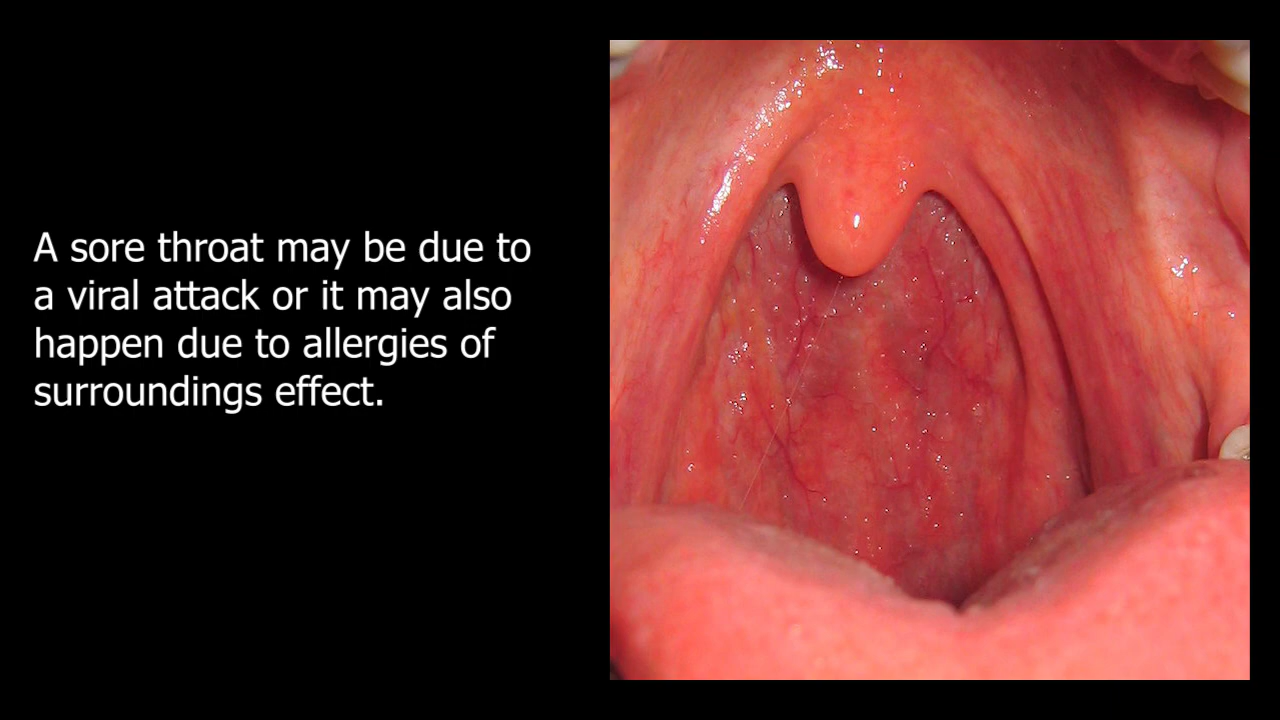 A sore throat may be due to
a viral attack or it may also
happen due to allergies of
surroundings effect.